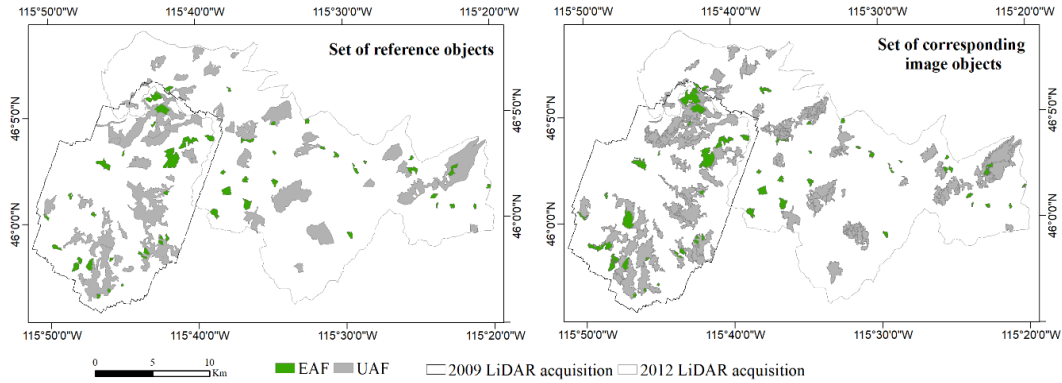 115°50'0"W 115°40'0"W 115°30'0"W 115°20'0"W
Set of reference objects
46°5'0"N 46°5'0"N
46°0'0"N 46°0'0"N
115°50'0"W 115°40'0"W 115°30'0"W 115°20'0"W
115°50'0"W 115°40'0"W 115°30'0"W 115°20'0"W
Set of corresponding
image objects
46°5'0"N 46°5'0"N
46°0'0"N 46°0'0"N
115°50'0"W 115°40'0"W 115°30'0"W 115°20'0"W
0 5 10
Km
EAF UAF 2009 LiDAR acquisition 2012 LiDAR acquisition